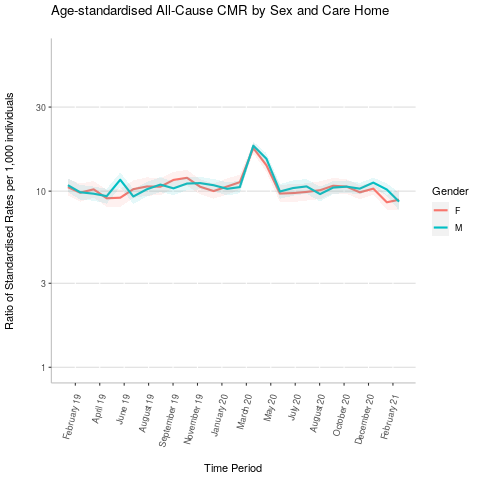 Age-standardised All-Cause CMR by Sex and Care Home
Ratio of Standardised Rates per 1,000 Individuals
30
10
3
1
February 19
April 19
June 19
August 19
September 19
November 19
January 20
March 20
May 20
July 20
August 20
October 20
December 20
February 21
Time Period
Gender
F
M